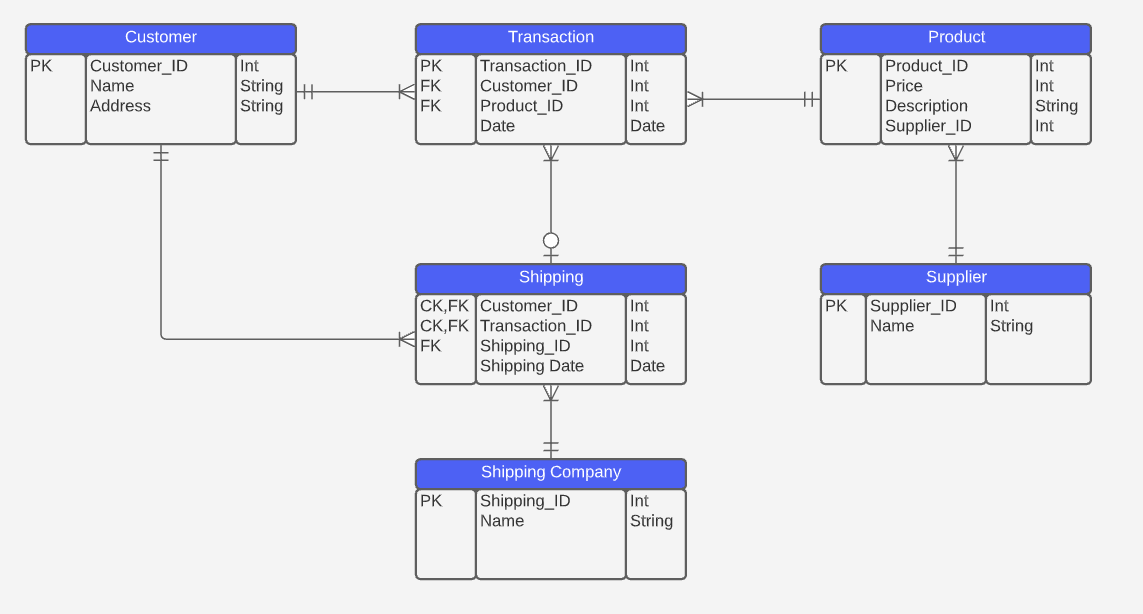 Customer
PK Customer_ID Int
Name String
Address String
Transaction
PK Transaction_ID Int
FK Customer_ID Int
FK Product_ID Int
Date Date
Product
PK Product_ID Int
Price Int
Description String
Supplier_ID Int
Shipping
CK,FK Customer_ID Int
CK,FK Transaction_ID Int
FK Shipping_ID Int
Shipping Date Date
Supplier
PK Supplier_ID Int
Name String
Shipping Company
PK Shipping_ID Int
Name String